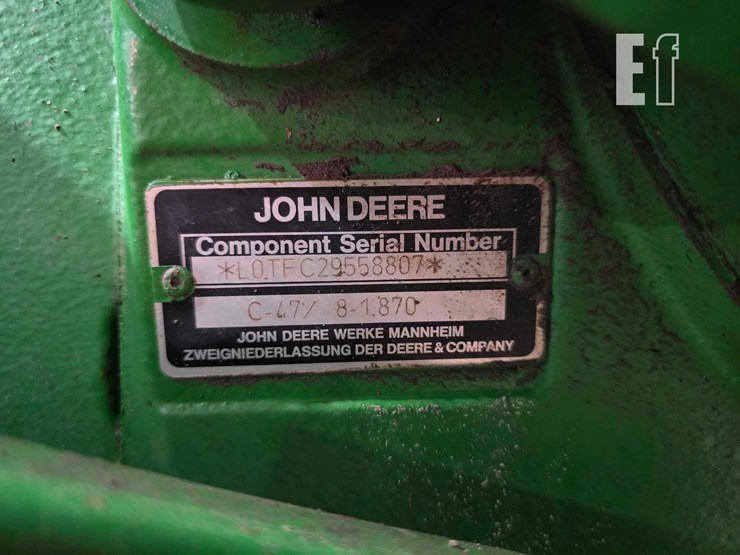 Ef
JOHN DEERE
Component Serial Number
*L0TFC29558807*
C-47/ 8-1.870
JOHN DEERE WERKE MANNHEIM
ZWEIGNIEDERLASSUNG DER DEERE & COMPANY